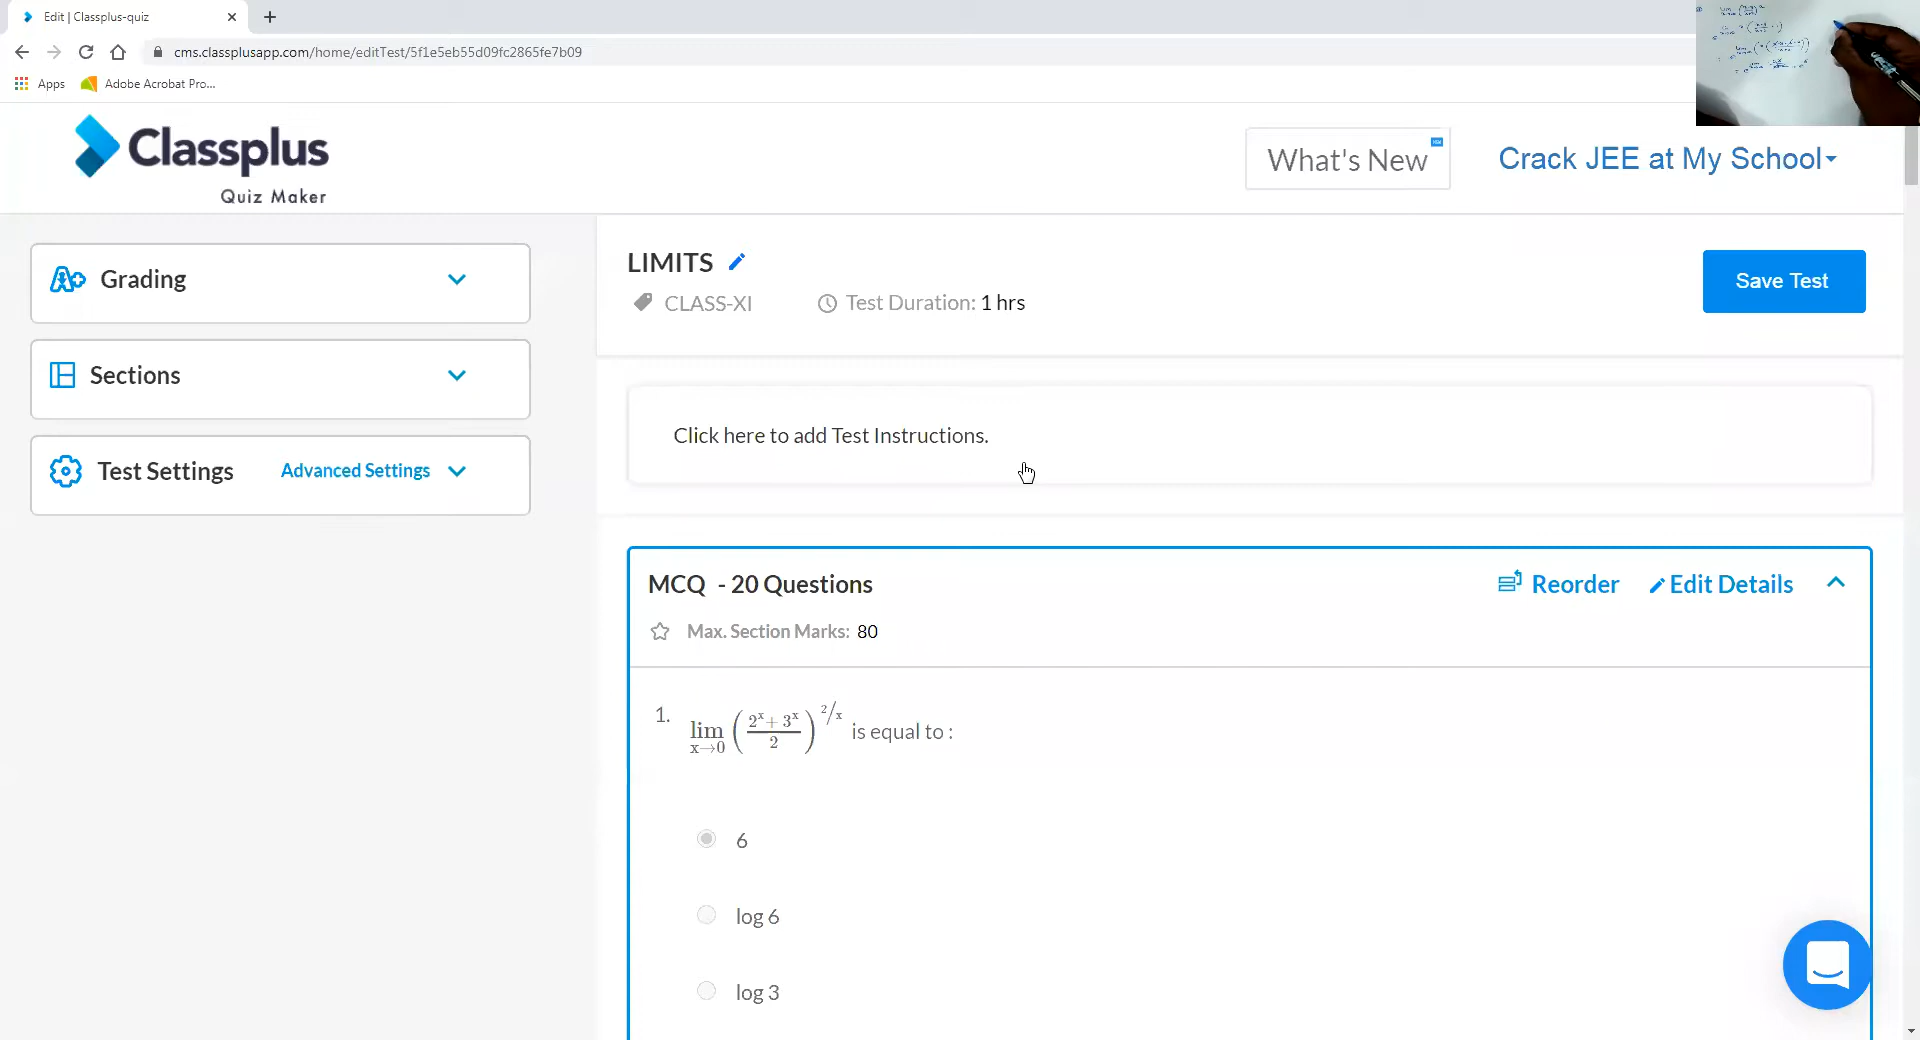 Edit | Classplus-quiz
cms.classplusapp.com/home/editTest/5f1e5eb55d09fc2865fe7b09
Apps
Adobe Acrobat Pro...
Classplus
Quiz Maker
What's New
Crack JEE at My School
Grading
Sections
Test Settings Advanced Settings
LIMITS
CLASS-XI Test Duration: 1 hrs
Save Test
Click here to add Test Instructions.
MCQ - 20 Questions
Reorder Edit Details
Max. Section Marks: 80
1. lim x→0 ((2^x + 3^x)/2)^(2/x) is equal to :
6
log 6
log 3